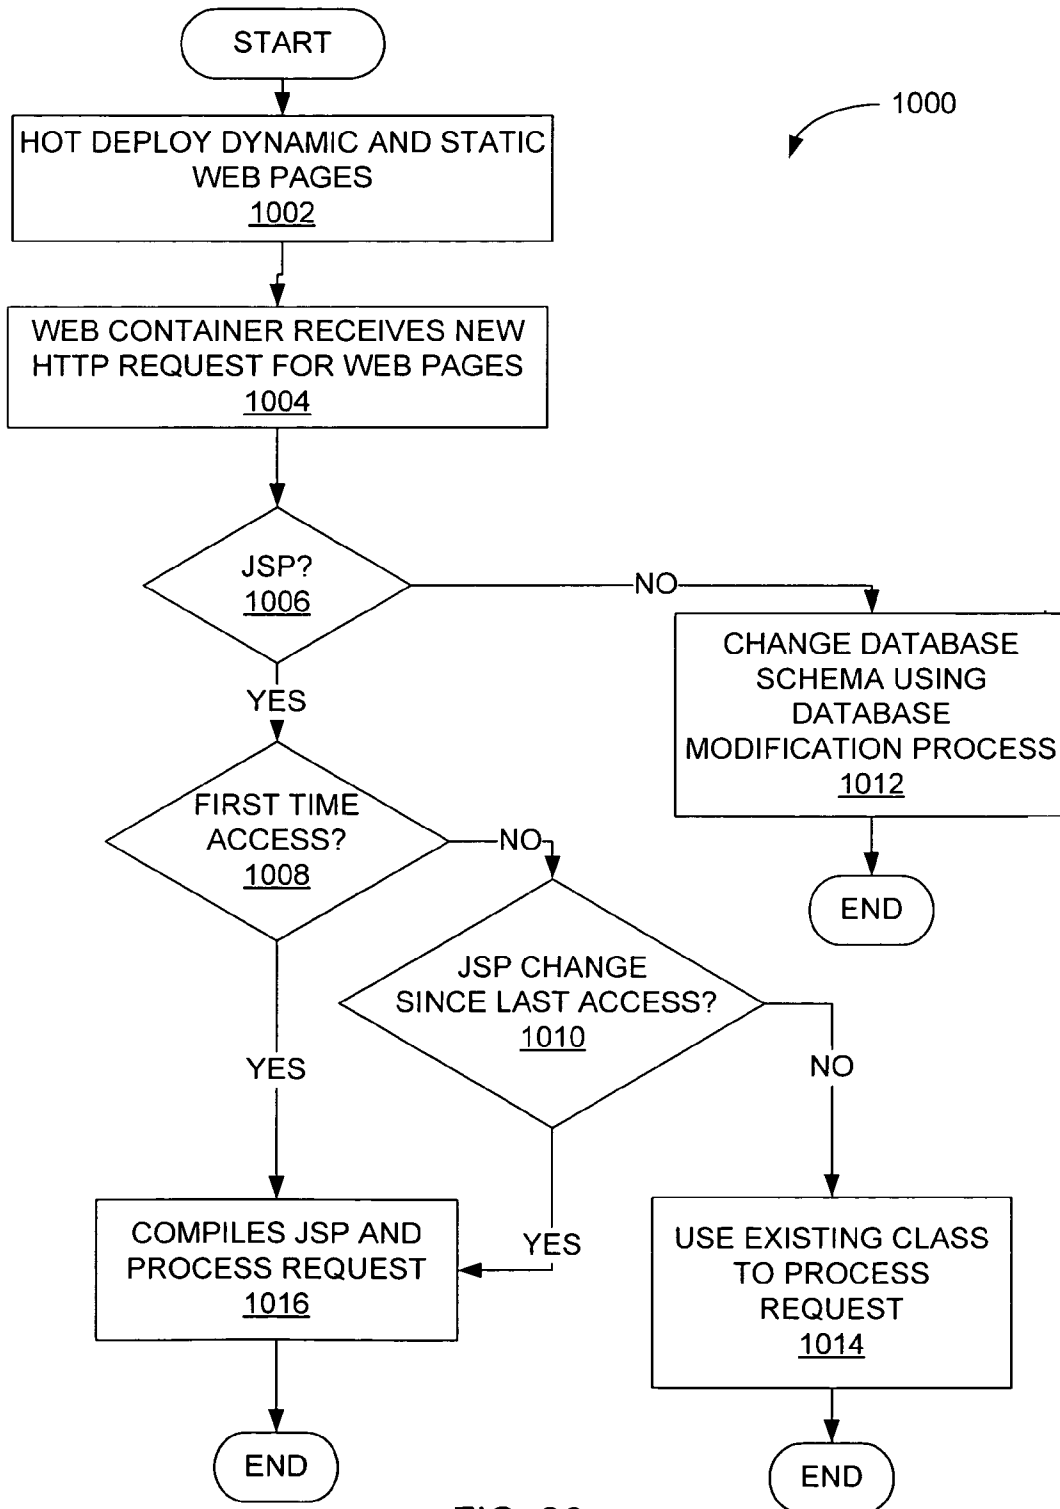 START
1000
HOT DEPLOY DYNAMIC AND STATIC
WEB PAGES
1002
WEB CONTAINER RECEIVES NEW
HTTP REQUEST FOR WEB PAGES
1004
JSP?
1006
NO
YES
CHANGE DATABASE
SCHEMA USING
DATABASE
MODIFICATION PROCESS
1012
FIRST TIME
ACCESS?
1008
NO
END
JSP CHANGE
SINCE LAST ACCESS?
1010
YES
NO
COMPILES JSP AND
PROCESS REQUEST
1016
YES
USE EXISTING CLASS
TO PROCESS
REQUEST
1014
END
END